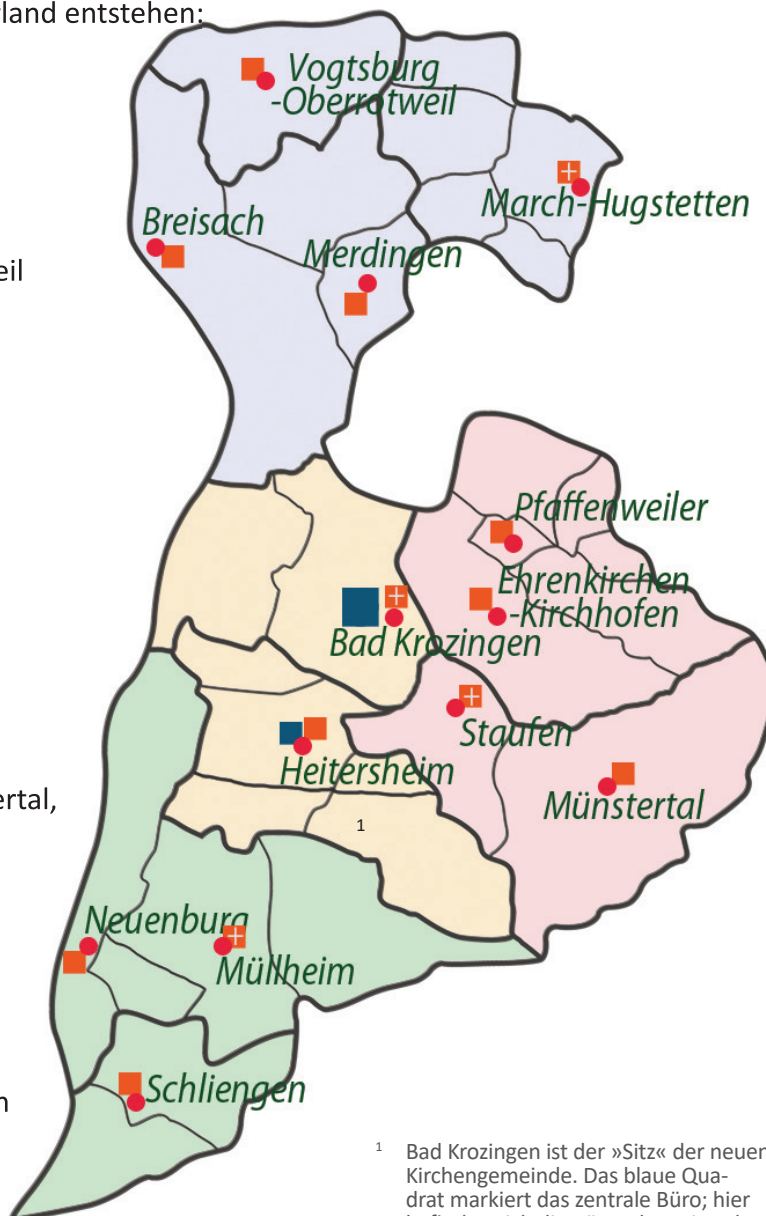 rland entstehen:
Vogtsburg
-Oberrotweil
March-Hugstetten
Breisach
Merdingen
eil
Pfaffenweiler
Ehrenkirchen
-Kirchhofen
Bad Krozingen
Staufen
Heitersheim
Münstertal
ertal,
1
Neuenburg
Müllheim
Schliengen
n
1 Bad Krozingen ist der »Sitz« der neuen
Kirchengemeinde. Das blaue Qua-
drat markiert das zentrale Büro; hier